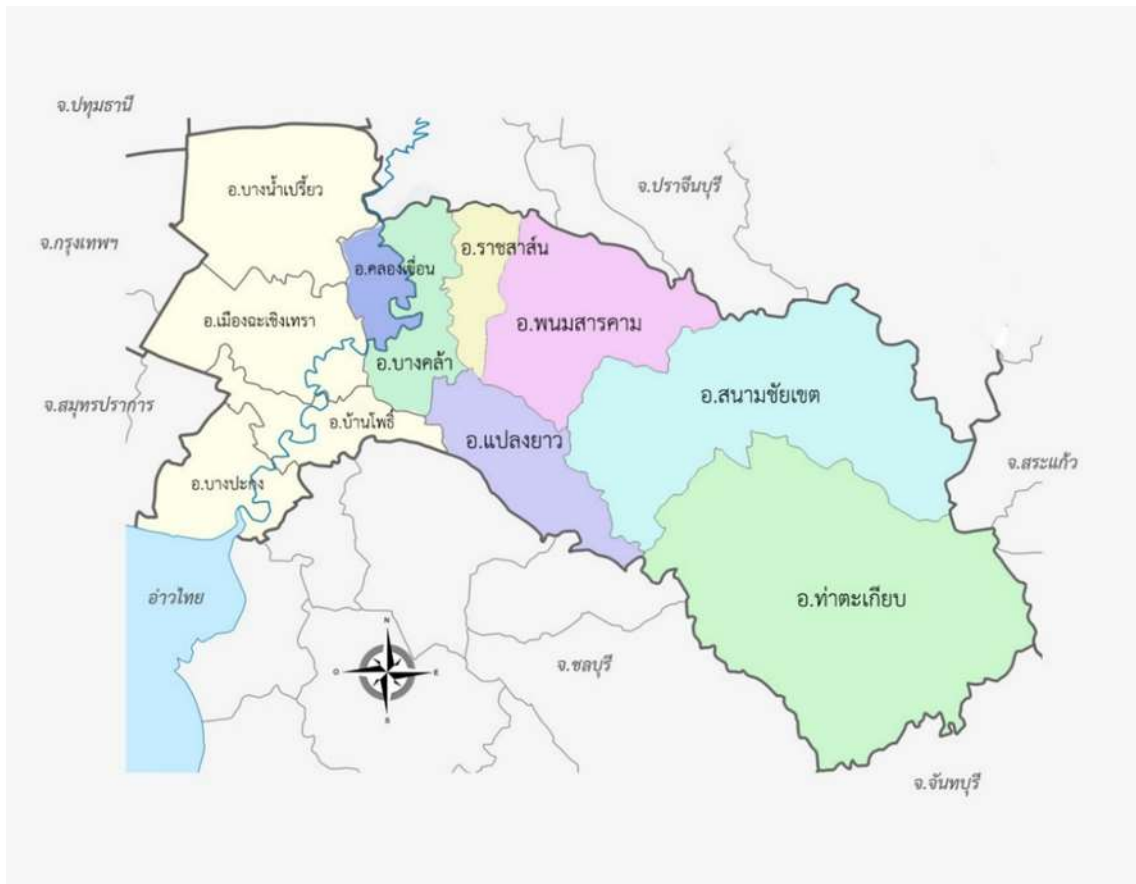 จ.ปทุมธานี
อ.บางน้ำเปรี้ยว
จ.ปราจีนบุรี
จ.กรุงเทพฯ
อ.ราชสาส์น
อ.คลองเขื่อน
อ.เมืองฉะเชิงเทรา
อ.พนมสารคาม
อ.บางคล้า
อ.สนามชัยเขต
จ.สมุทรปราการ
อ.บ้านโพธิ์
อ.แปลงยาว
จ.สระแก้ว
อ.บางปะกง
อ่าวไทย
อ.ท่าตะเกียบ
N
จ.ชลบุรี
O
E
S
จ.จันทบุรี